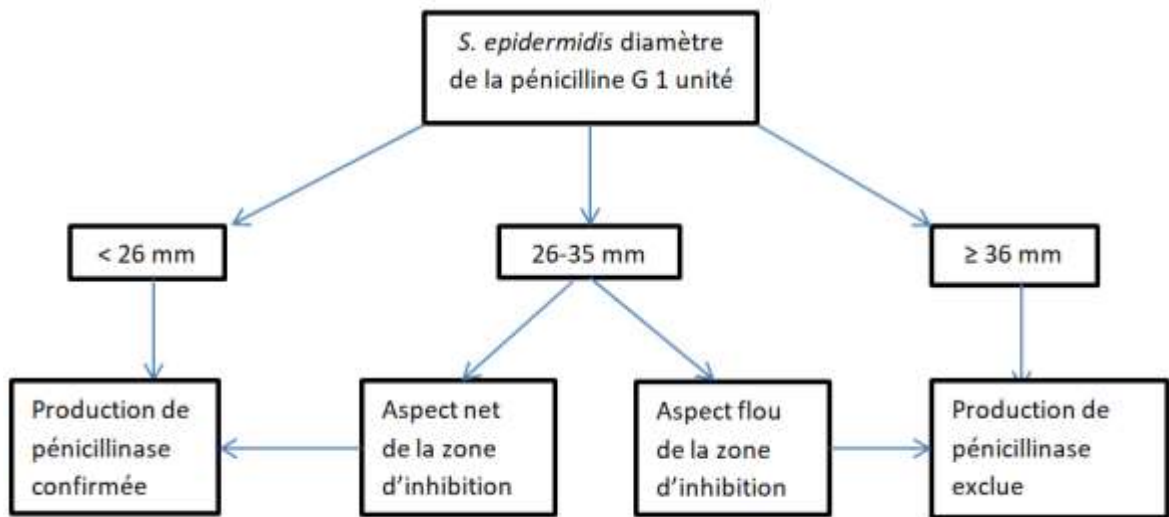 S. epidermidis diamètre
de la pénicilline G 1 unité
< 26 mm
26-35 mm
≥ 36 mm
Production de
pénicillinase
confirmée
Aspect net
de la zone
d'inhibition
Aspect flou
de la zone
d'inhibition
Production de
pénicillinase
exclue